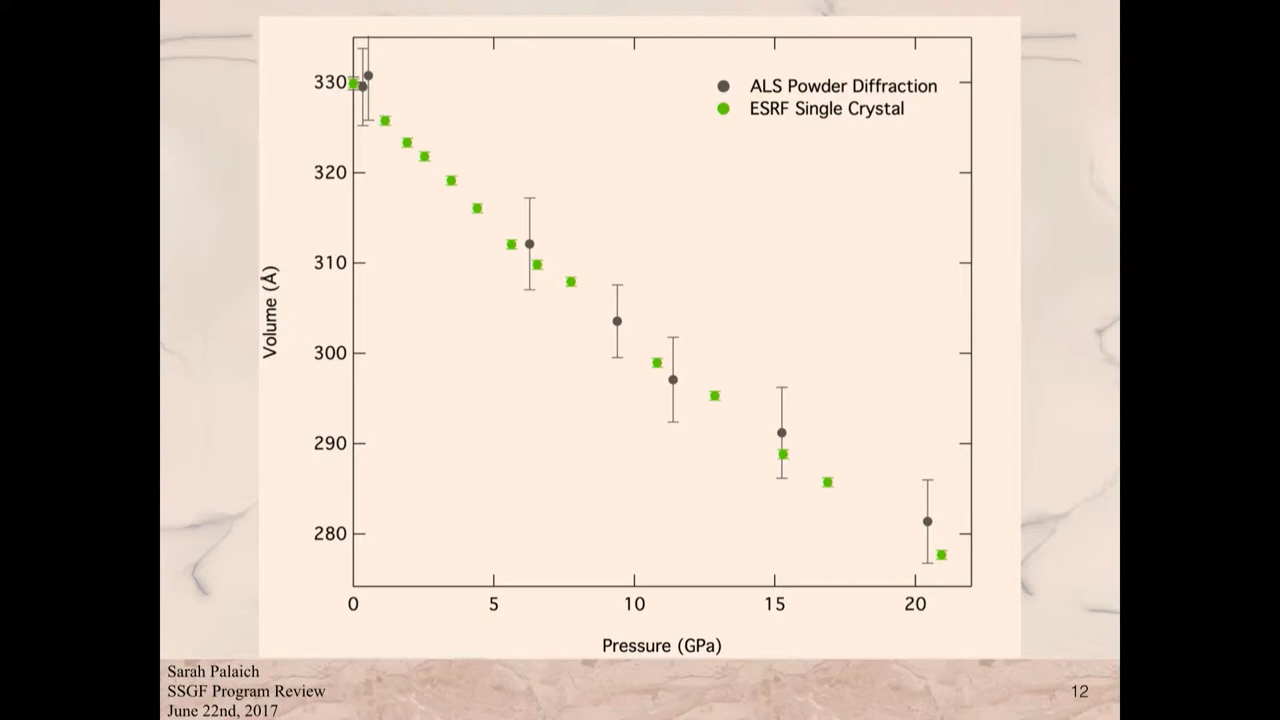 330
320
310
300
290
280
Volume (Å)
ALS Powder Diffraction
ESRF Single Crystal
0 5 10 15 20
Pressure (GPa)
Sarah Palaich
SSGF Program Review
June 22nd, 2017
12